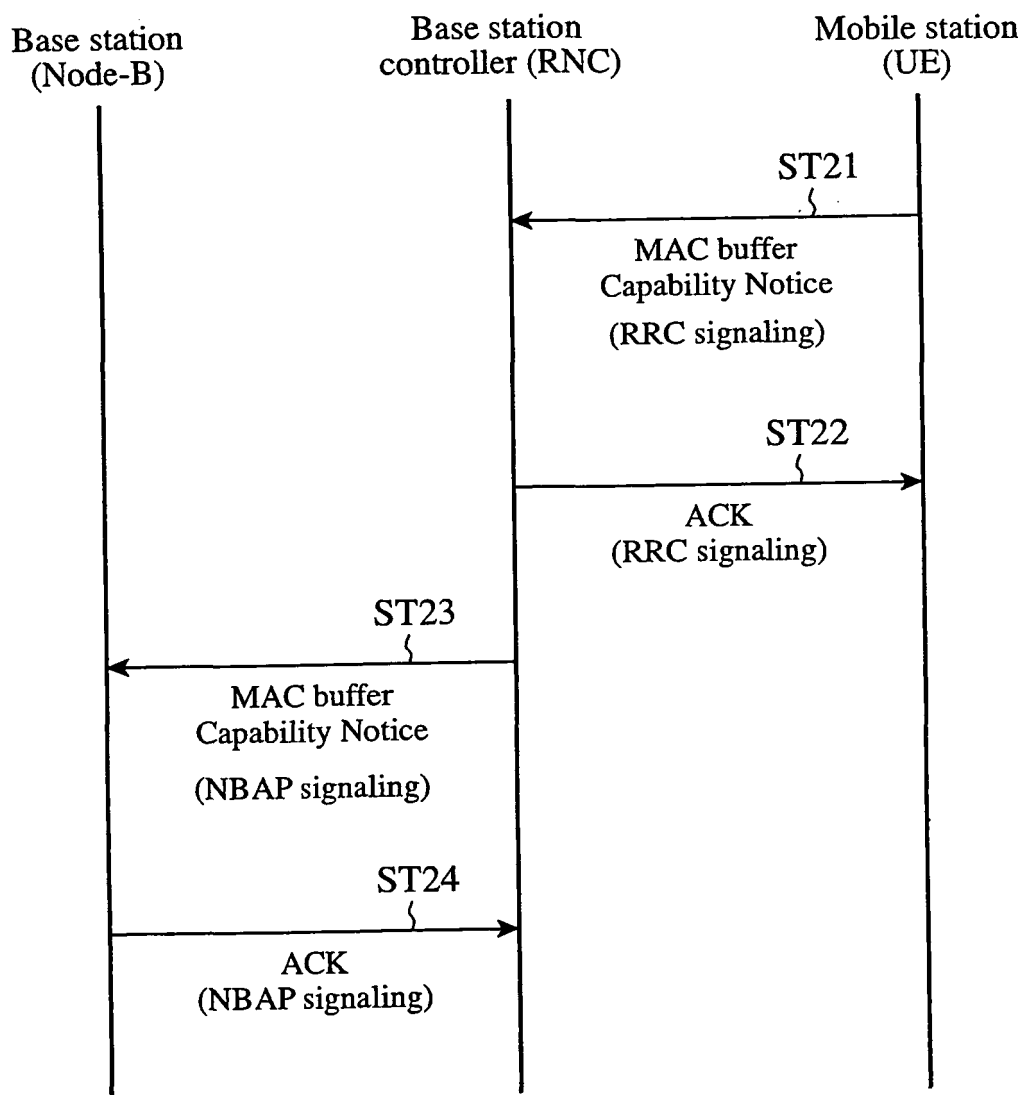 Base station
(Node-B)
Base station
controller (RNC)
Mobile station
(UE)
ST21
MAC buffer
Capability Notice
(RRC signaling)
ST22
ACK
(RRC signaling)
ST23
MAC buffer
Capability Notice
(NBAP signaling)
ST24
ACK
(NBAP signaling)